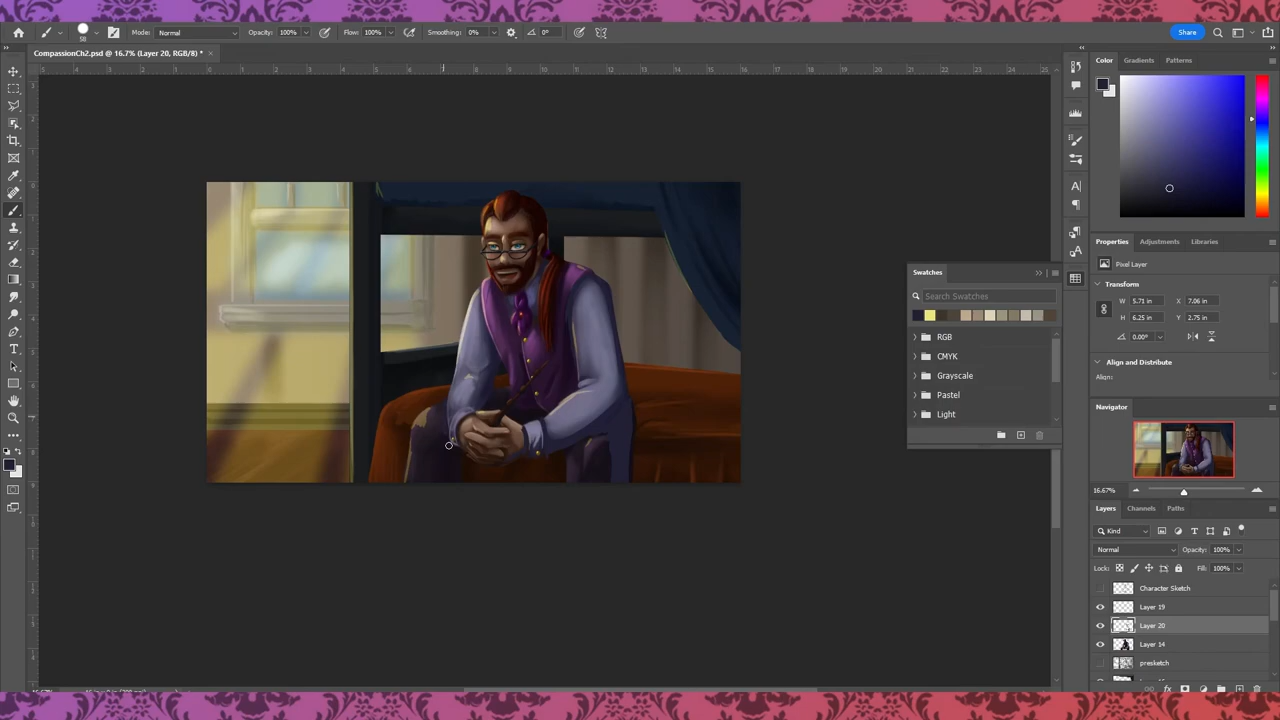 Mode: Normal Opacity: 100% Flow: 100% Smoothing: 0% 0° Share
58
CompassionCh2.psd @ 16.7% (Layer 20, RGB/8) * ×
Color Gradients Patterns
Properties Adjustments Libraries
Pixel Layer
Transform
W 5.71 in X 7.06 in
H 6.25 in Y 2.75 in
0.00°
Align and Distribute
Align:
Swatches
Search Swatches
RGB
CMYK
Grayscale
Pastel
Light
Navigator
16.67%
Layers Channels Paths
Kind
Normal Opacity: 100%
Lock: Fill: 100%
Character Sketch
Layer 19
Layer 20
Layer 14
presketch